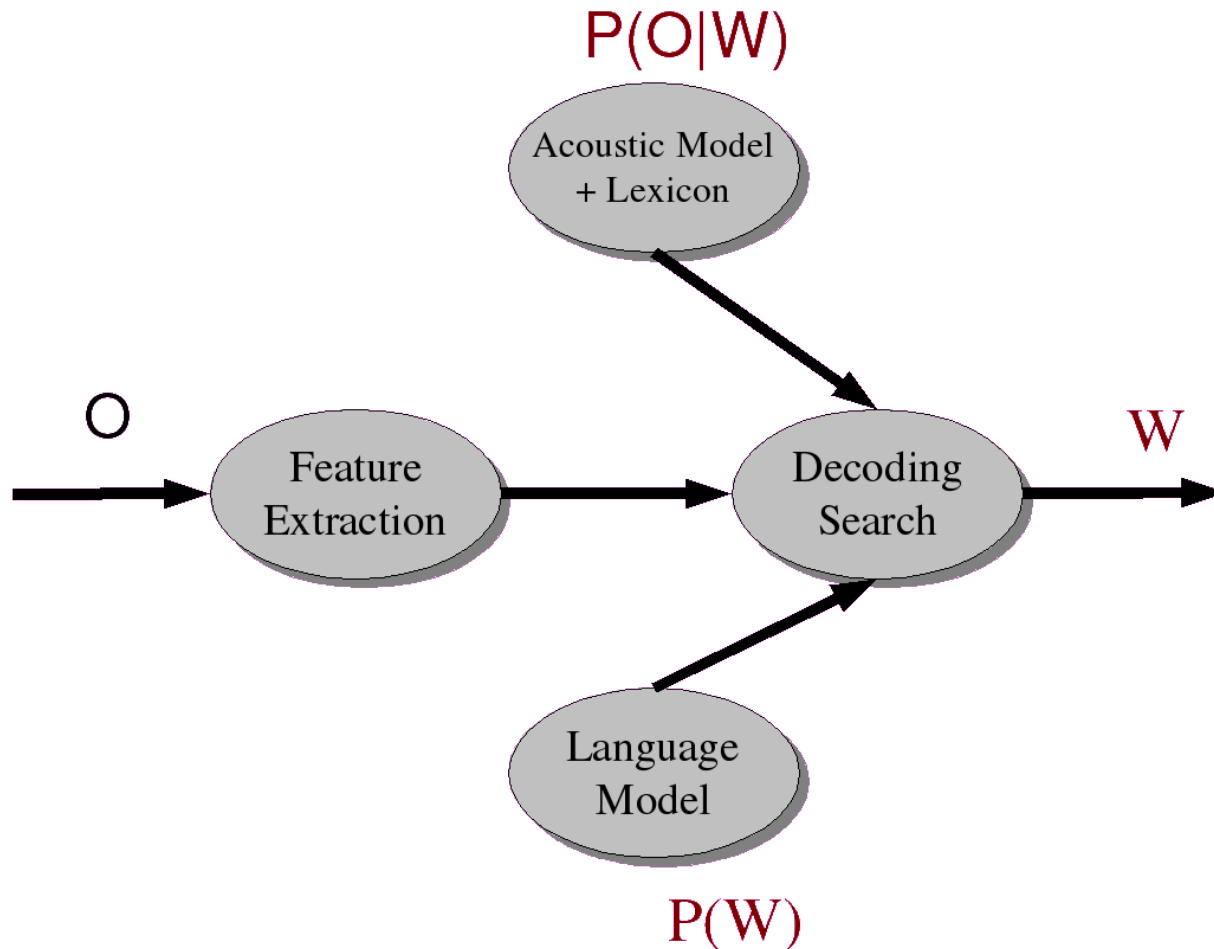 P(O|W)
Acoustic Model
+ Lexicon
O
Feature
Extraction
Decoding
Search
W
Language
Model
P(W)